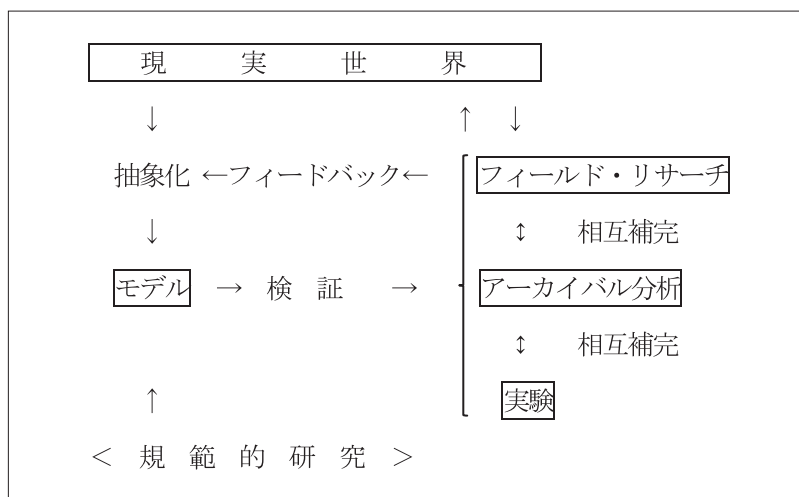 現実世界
↓ ↑ ↓
抽象化 ←フィードバック← フィールド・リサーチ
↓ ↕ 相互補完
モデル → 検証 → アーカイバル分析
↕ 相互補完
↑ 実験
＜規範的研究＞